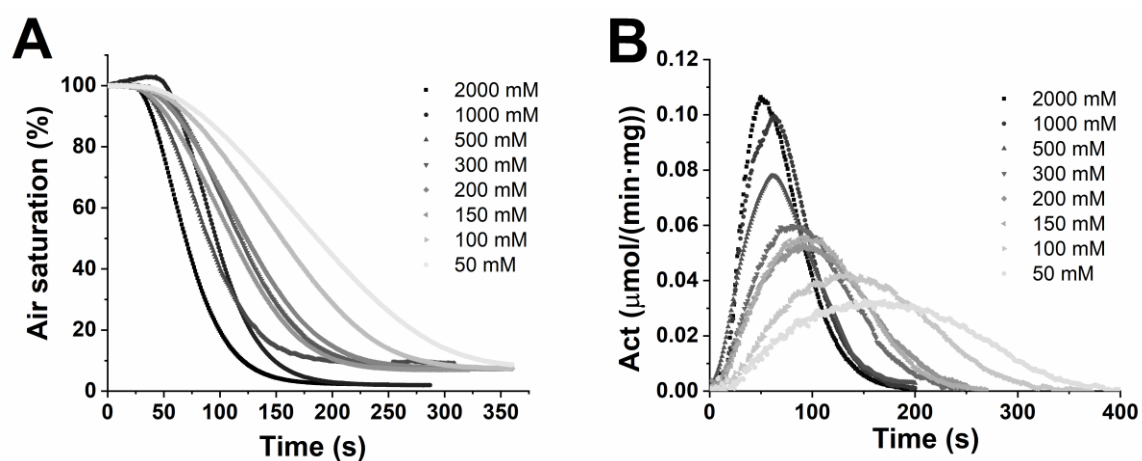 A
Air saturation (%)
100
80
60
40
20
0
0 50 100 150 200 250 300 350
Time (s)
2000 mM
1000 mM
500 mM
300 mM
200 mM
150 mM
100 mM
50 mM
B
Act (μmol/(min·mg))
0.12
0.10
0.08
0.06
0.04
0.02
0.00
0 100 200 300 400
Time (s)
2000 mM
1000 mM
500 mM
300 mM
200 mM
150 mM
100 mM
50 mM